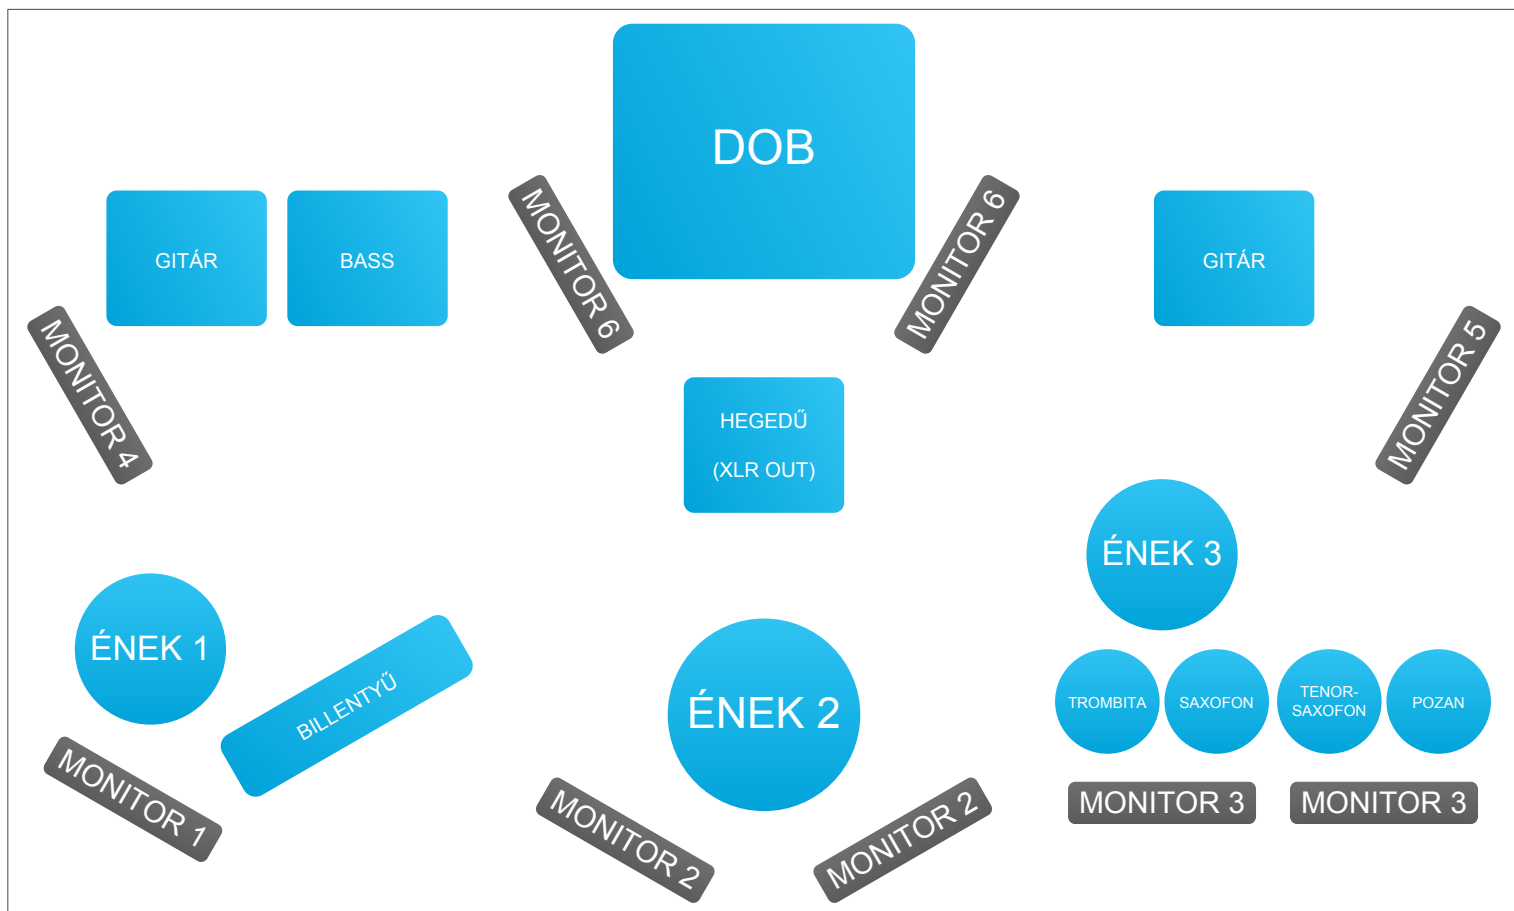 DOB
MONITOR 6
MONITOR 6
GITÁR
BASS
GITÁR
MONITOR 4
MONITOR 5
HEGEDŰ
(XLR OUT)
ÉNEK 3
ÉNEK 1
BILLENTYŰ
ÉNEK 2
TROMBITA
SAXOFON
TENOR-
SAXOFON
POZAN
MONITOR 1
MONITOR 2
MONITOR 2
MONITOR 3
MONITOR 3